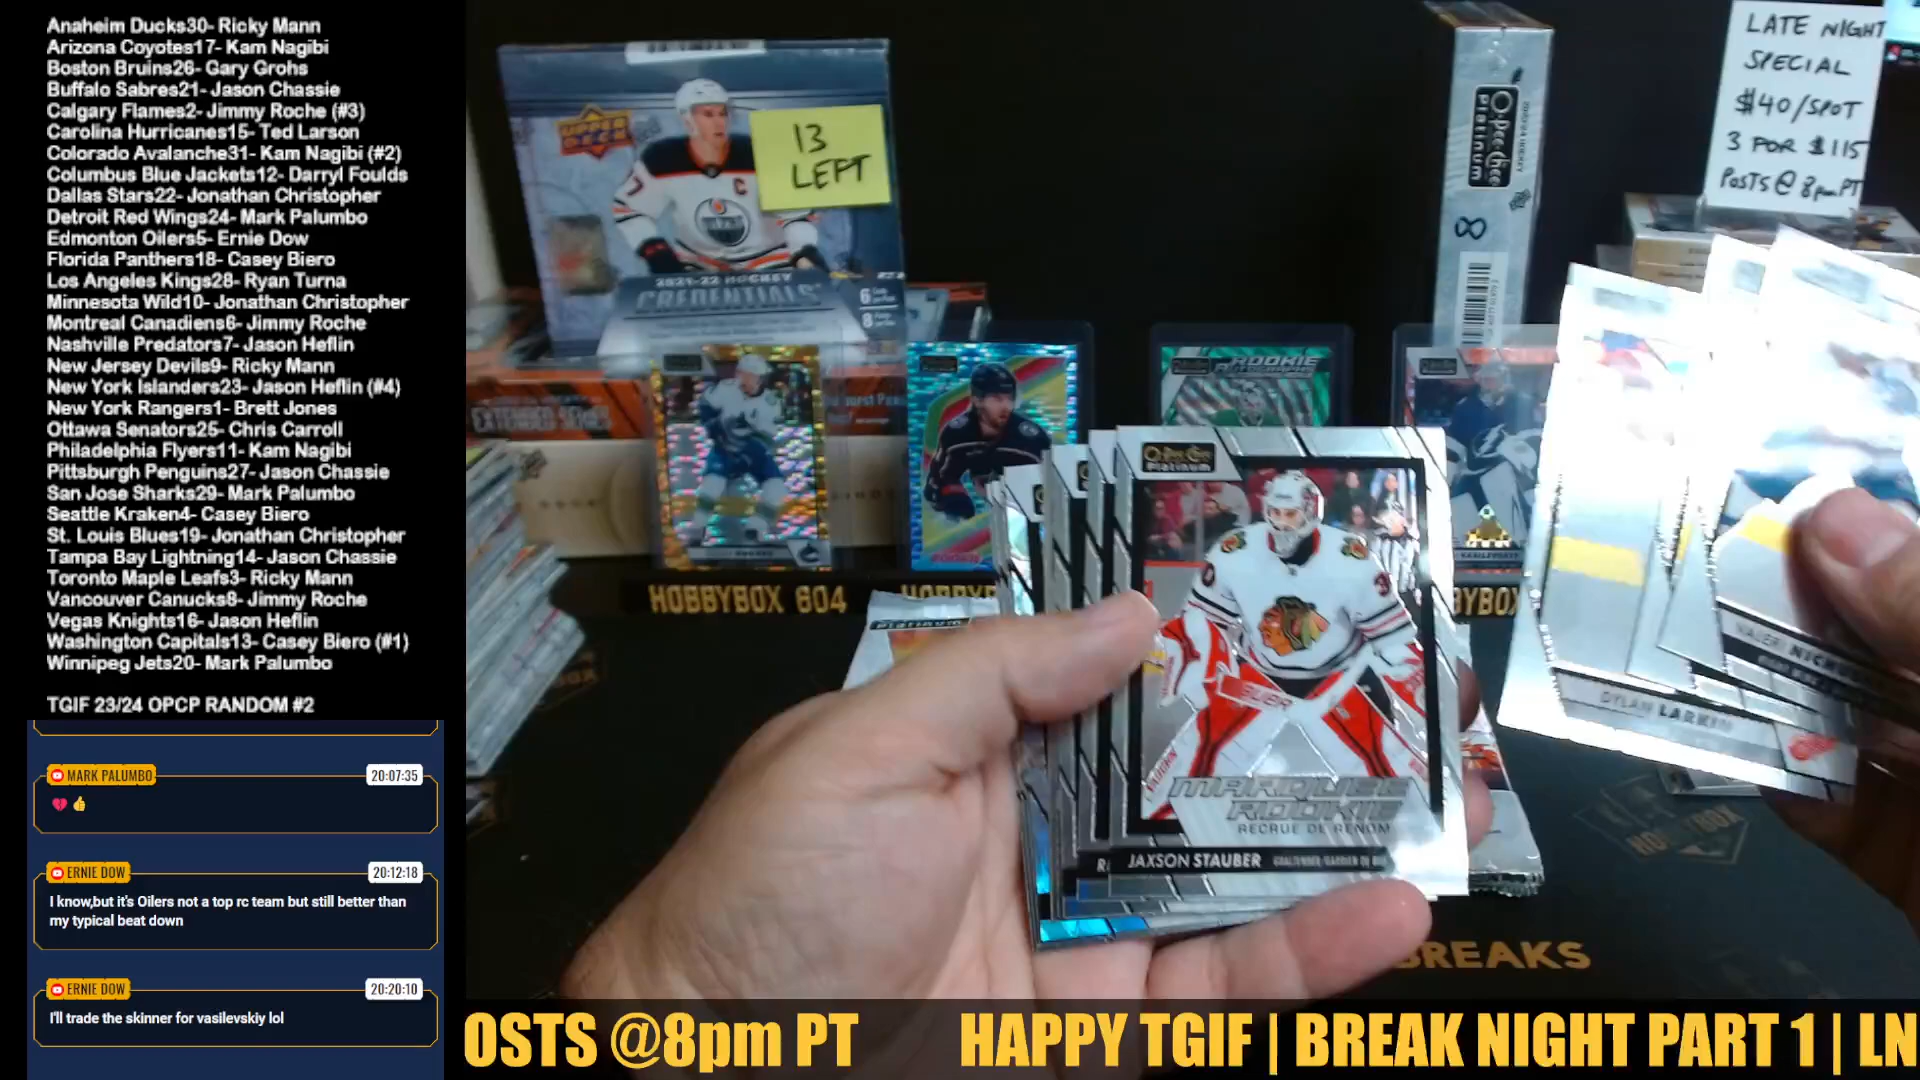 Anaheim Ducks30- Ricky Mann
Arizona Coyotes17- Kam Nagibi
Boston Bruins26- Gary Grohs
Buffalo Sabres21- Jason Chassie
Calgary Flames2- Jimmy Roche (#3)
Carolina Hurricanes15- Ted Larson
Colorado Avalanche31- Kam Nagibi (#2)
Columbus Blue Jackets12- Darryl Foulds
Dallas Stars22- Jonathan Christopher
Detroit Red Wings24- Mark Palumbo
Edmonton Oilers5- Ernie Dow
Florida Panthers18- Casey Biero
Los Angeles Kings28- Ryan Turna
Minnesota Wild10- Jonathan Christopher
Montreal Canadiens6- Jimmy Roche
Nashville Predators7- Jason Heflin
New Jersey Devils9- Ricky Mann
New York Islanders23- Jason Heflin (#4)
New York Rangers1- Brett Jones
Ottawa Senators25- Chris Carroll
Philadelphia Flyers11- Kam Nagibi
Pittsburgh Penguins27- Jason Chassie
San Jose Sharks29- Mark Palumbo
Seattle Kraken4- Casey Biero
St. Louis Blues19- Jonathan Christopher
Tampa Bay Lightning14- Jason Chassie
Toronto Maple Leafs3- Ricky Mann
Vancouver Canucks8- Jimmy Roche
Vegas Knights16- Jason Heflin
Washington Capitals13- Casey Biero (#1)
Winnipeg Jets20- Mark Palumbo
TGIF 23/24 OPCP RANDOM #2
MARK PALUMBO 20:07:35
💔👍
ERNIE DOW 20:12:18
I know,but it's Oilers not a top rc team but still better than
my typical beat down
ERNIE DOW 20:20:10
I'll trade the skinner for vasilevskiy lol
UPPER DECK
13
LEFT
2021-22 HOCKEY
CREDENTIALS
6
8
O-Pee-Chee
Platinum
8
LATE NIGHT
SPECIAL
$40/SPOT
3 FOR $115
POSTS @ 8pm PT
ROOKIE
AUTOGRAPHS
HOBBYBOX 604
O-Pee-Chee
Platinum
30
BAUER
MARQUEE
ROOKIE
RECRUE DE RENOM
JAXSON STAUBER
DYLAN LARKIN
BREAKS
OSTS @8pm PT HAPPY TGIF | BREAK NIGHT PART 1 | LN